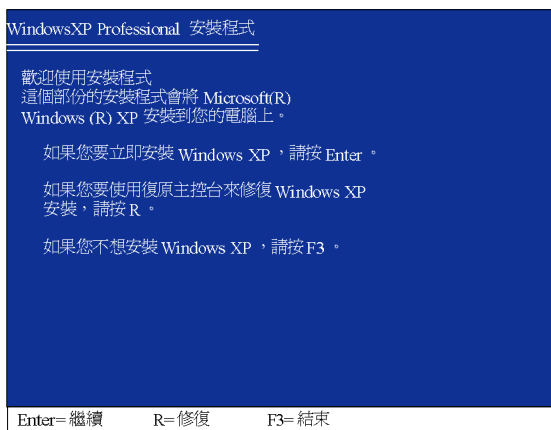 WindowsXP Professional 安裝程式
歡迎使用安裝程式
這個部份的安裝程式會將 Microsoft(R)
Windows (R) XP 安裝到您的電腦上。
如果您要立即安裝 Windows XP，請按 Enter。
如果您要使用復原主控台來修復 Windows XP
安裝，請按 R。
如果您不想安裝 Windows XP，請按 F3。
Enter=繼續 R=修復 F3=結束